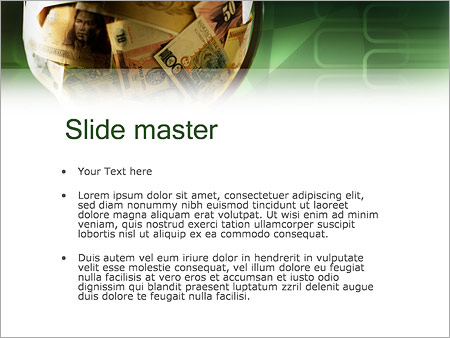 Slide master
• Your Text here
• Lorem ipsum dolor sit amet, consectetuer adipiscing
elit, sed diam nonummy nibh euismod tincidunt ut
laoreet dolore magna aliquam erat volutpat. Ut wisi
enim ad minim veniam, quis nostrud exerci tation
ullamcorper suscipit lobortis nisl ut aliquip ex ea
commodo consequat.
• Duis autem vel eum iriure dolor in hendrerit in
vulputate velit esse molestie consequat, vel illum
dolore eu feugiat nulla facilisis at vero eros et
accumsan et iusto odio dignissim qui blandit
praesent luptatum zzril delenit augue duis dolore te
feugait nulla facilisi.